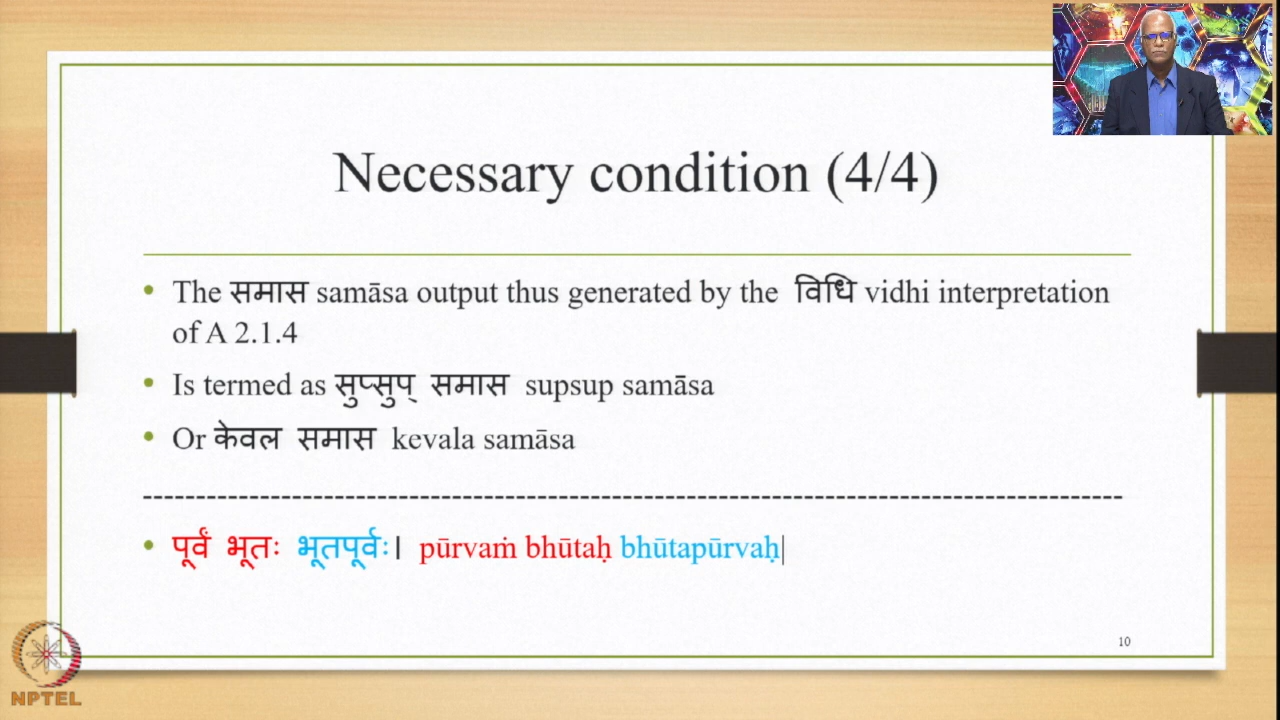 Necessary condition (4/4)
The समास samāsa output thus generated by the विधि vidhi interpretation
of A 2.1.4
Is termed as सुप्सुप् समास supsup samāsa
Or केवल समास kevala samāsa
--------------------------------------------------------------------------------------------
पूर्वं भूतः भूतपूर्वः। pūrvaṁ bhūtaḥ bhūtapūrvaḥ|
10
NPTEL